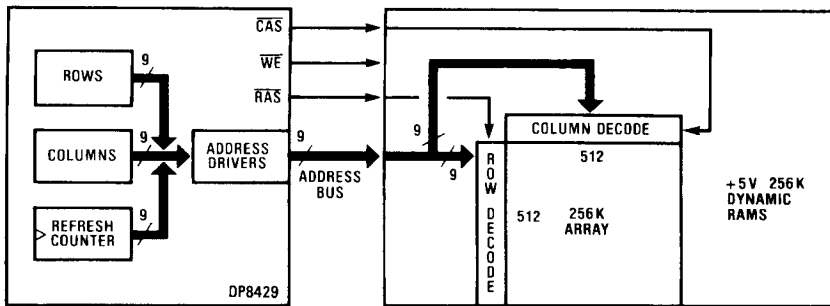 ROWS
9
COLUMNS
9
REFRESH
COUNTER
9
ADDRESS
DRIVERS
DP8429
CAS
WE
RAS
9
ADDRESS
BUS
9
9
COLUMN DECODE
512
ROW DECODE
512
256K
ARRAY
+5V 256K
DYNAMIC
RAMS